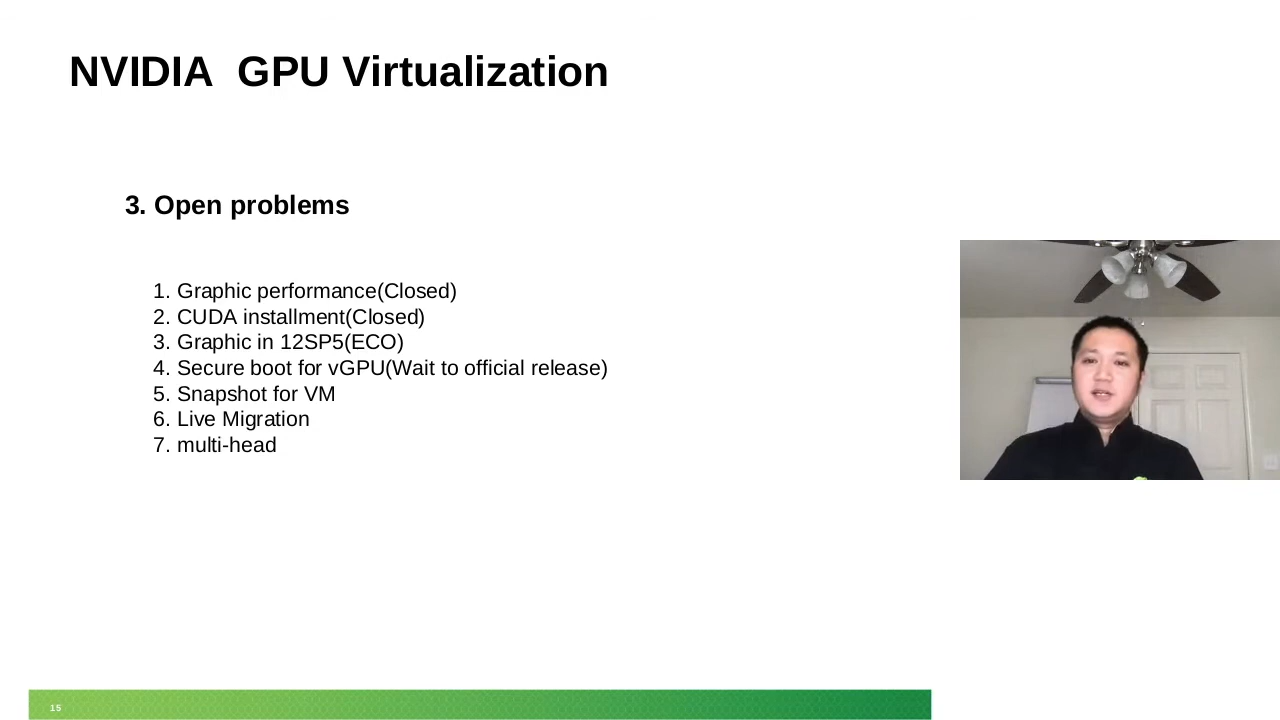 NVIDIA  GPU Virtualization
3. Open problems
1. Graphic performance(Closed)
2. CUDA installment(Closed)
3. Graphic in 12SP5(ECO)
4. Secure boot for vGPU(Wait to official release)
5. Snapshot for VM
6. Live Migration
7. multi-head
15